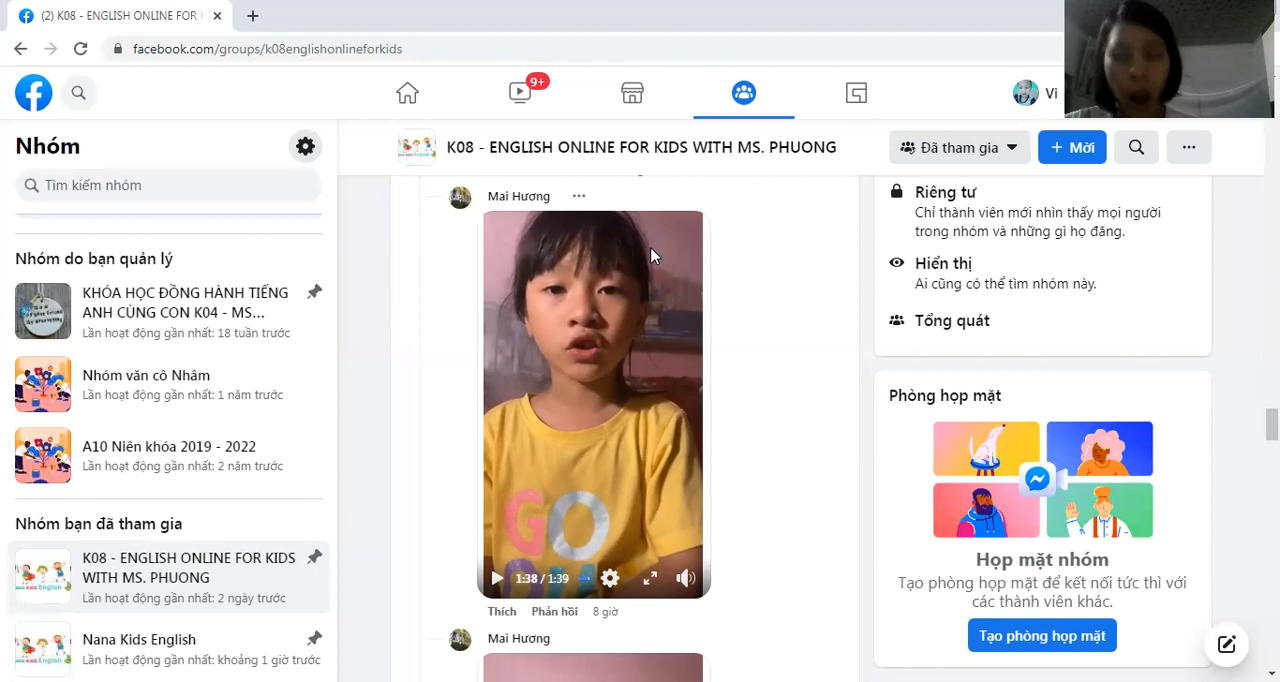 (2) K08 - ENGLISH ONLINE FOR
facebook.com/groups/k08englishonlineforkids
9+
Vi
Nhóm
Tìm kiếm nhóm
Nhóm do bạn quản lý
KHÓA HỌC ĐỒNG HÀNH TIẾNG
ANH CÙNG CON K04 - MS...
Lần hoạt động gần nhất: 18 tuần trước
Nhóm văn cô Nhâm
Lần hoạt động gần nhất: 1 năm trước
A10 Niên khóa 2019 - 2022
Lần hoạt động gần nhất: 2 năm trước
Nhóm bạn đã tham gia
K08 - ENGLISH ONLINE FOR KIDS
WITH MS. PHUONG
Lần hoạt động gần nhất: 2 ngày trước
Nana Kids English
Lần hoạt động gần nhất: khoảng 1 giờ trước
K08 - ENGLISH ONLINE FOR KIDS WITH MS. PHUONG
Đã tham gia
+ Mới
Mai Hương
GO
1:38 / 1:39
Thích Phản hồi 8 giờ
Mai Hương
Riêng tư
Chỉ thành viên mới nhìn thấy mọi người
trong nhóm và những gì họ đăng.
Hiển thị
Ai cũng có thể tìm nhóm này.
Tổng quát
Phòng họp mặt
Họp mặt nhóm
Tạo phòng họp mặt để kết nối tức thì với
các thành viên khác.
Tạo phòng họp mặt